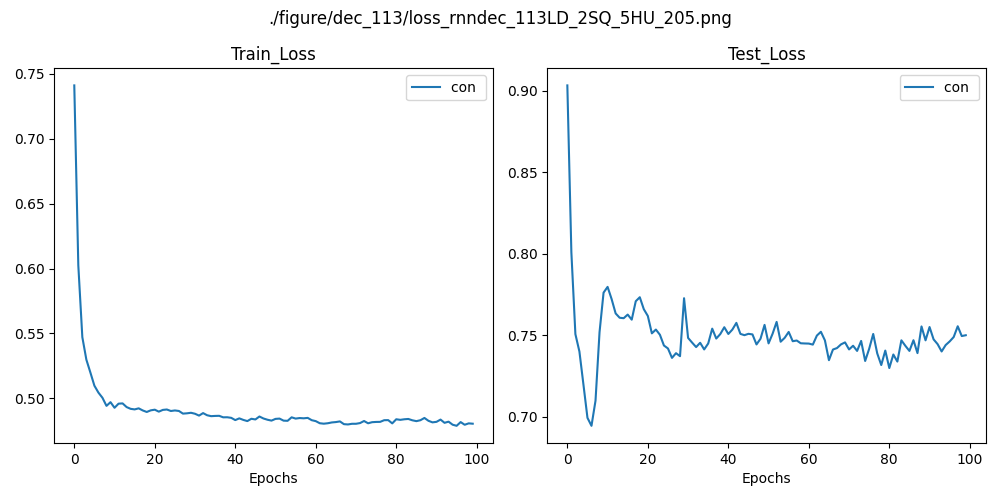 ./figure/dec_113/loss_rnndec_113LD_2SQ_5HU_205.png
Train_Loss
con
0.75
0.70
0.65
0.60
0.55
0.50
0 20 40 60 80 100
Epochs
Test_Loss
con
0.90
0.85
0.80
0.75
0.70
0 20 40 60 80 100
Epochs